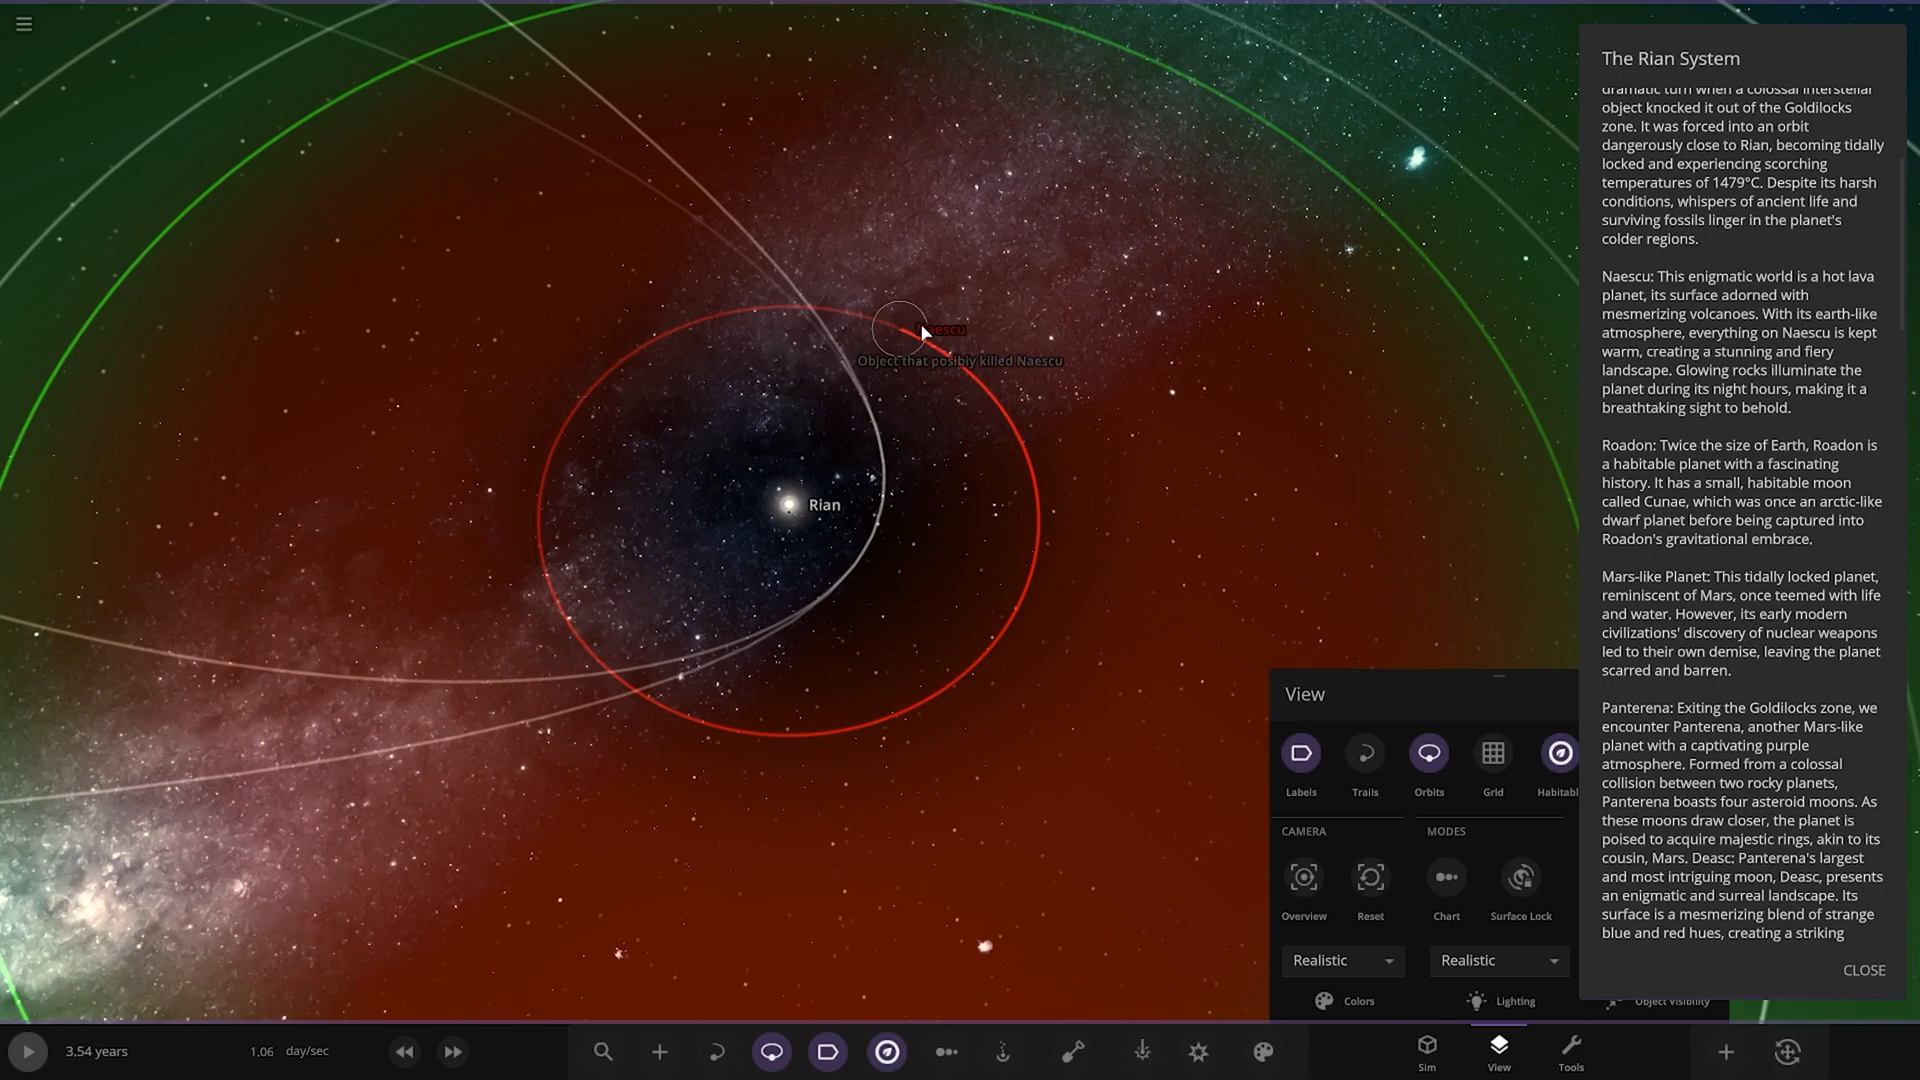 The Rian System
dramatic turn when a colossal interstellar
object knocked it out of the Goldilocks
zone. It was forced into an orbit
dangerously close to Rian, becoming tidally
locked and experiencing scorching
temperatures of 1479°C. Despite its harsh
conditions, whispers of ancient life and
surviving fossils linger in the planet's
colder regions.
Naescu: This enigmatic world is a hot lava
planet, its surface adorned with
mesmerizing volcanoes. With its earth-like
atmosphere, everything on Naescu is kept
warm, creating a stunning and fiery
landscape. Glowing rocks illuminate the
planet during its night hours, making it a
breathtaking sight to behold.
Roadon: Twice the size of Earth, Roadon is
a habitable planet with a fascinating
history. It has a small, habitable moon
called Cunae, which was once an arctic-like
dwarf planet before being captured into
Roadon's gravitational embrace.
Mars-like Planet: This tidally locked planet,
reminiscent of Mars, once teemed with life
and water. However, its early modern
civilizations' discovery of nuclear weapons
led to their own demise, leaving the planet
scarred and barren.
Panterena: Exiting the Goldilocks zone, we
encounter Panterena, another Mars-like
planet with a captivating purple
atmosphere. Formed from a colossal
collision between two rocky planets,
Panterena boasts four asteroid moons. As
these moons draw closer, the planet is
poised to acquire majestic rings, akin to its
cousin, Mars. Deasc: Panterena's largest
and most intriguing moon, Deasc, presents
an enigmatic and surreal landscape. Its
surface is a mesmerizing blend of strange
blue and red hues, creating a striking
CLOSE
Naescu
Object that posibly killed Naescu
Rian
View
Labels
Trails
Orbits
Grid
Habitabl
CAMERA
MODES
Overview
Reset
Chart
Surface Lock
Realistic
Realistic
Colors
Lighting
Object Visibility
3.54 years
1.06 day/sec
Sim
View
Tools